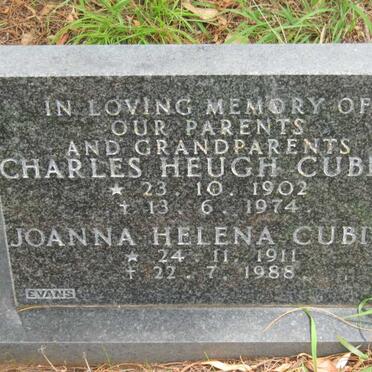 IN LOVING MEMORY OF
OUR PARENTS
AND GRANDPARENTS
CHARLES HEUGH CUB
★ 23. 10. 1902
† 13. 6. 1974
JOANNA HELENA CUBI
★ 24. 11. 1911
† 22. 7. 1988
EVANS